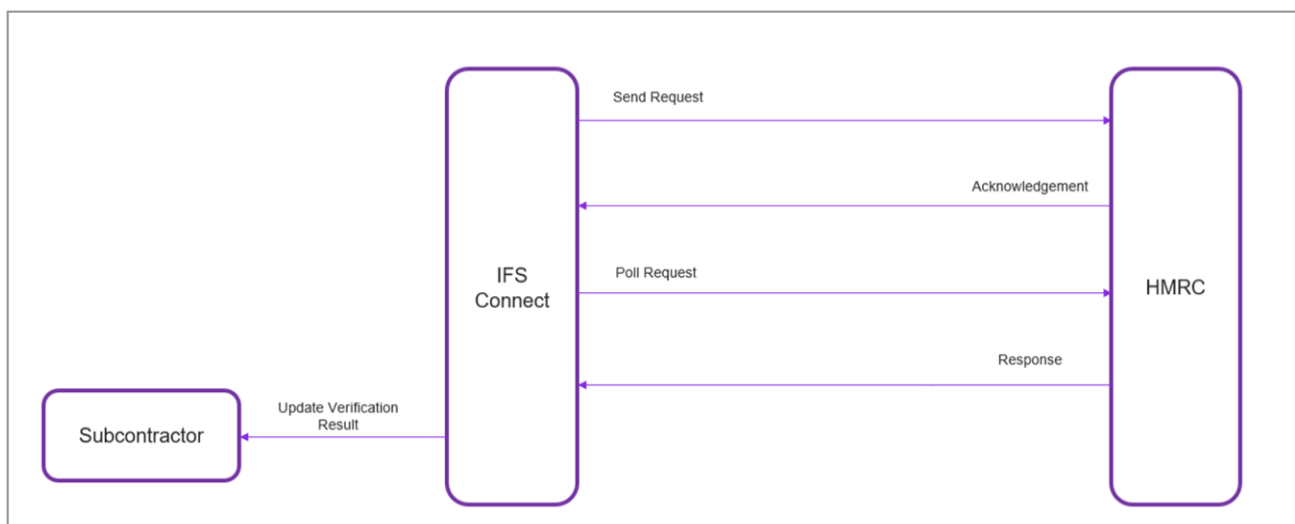 Send Request
Acknowledgement
IFS
Connect
Poll Request
HMRC
Response
Update Verification
Result
Subcontractor